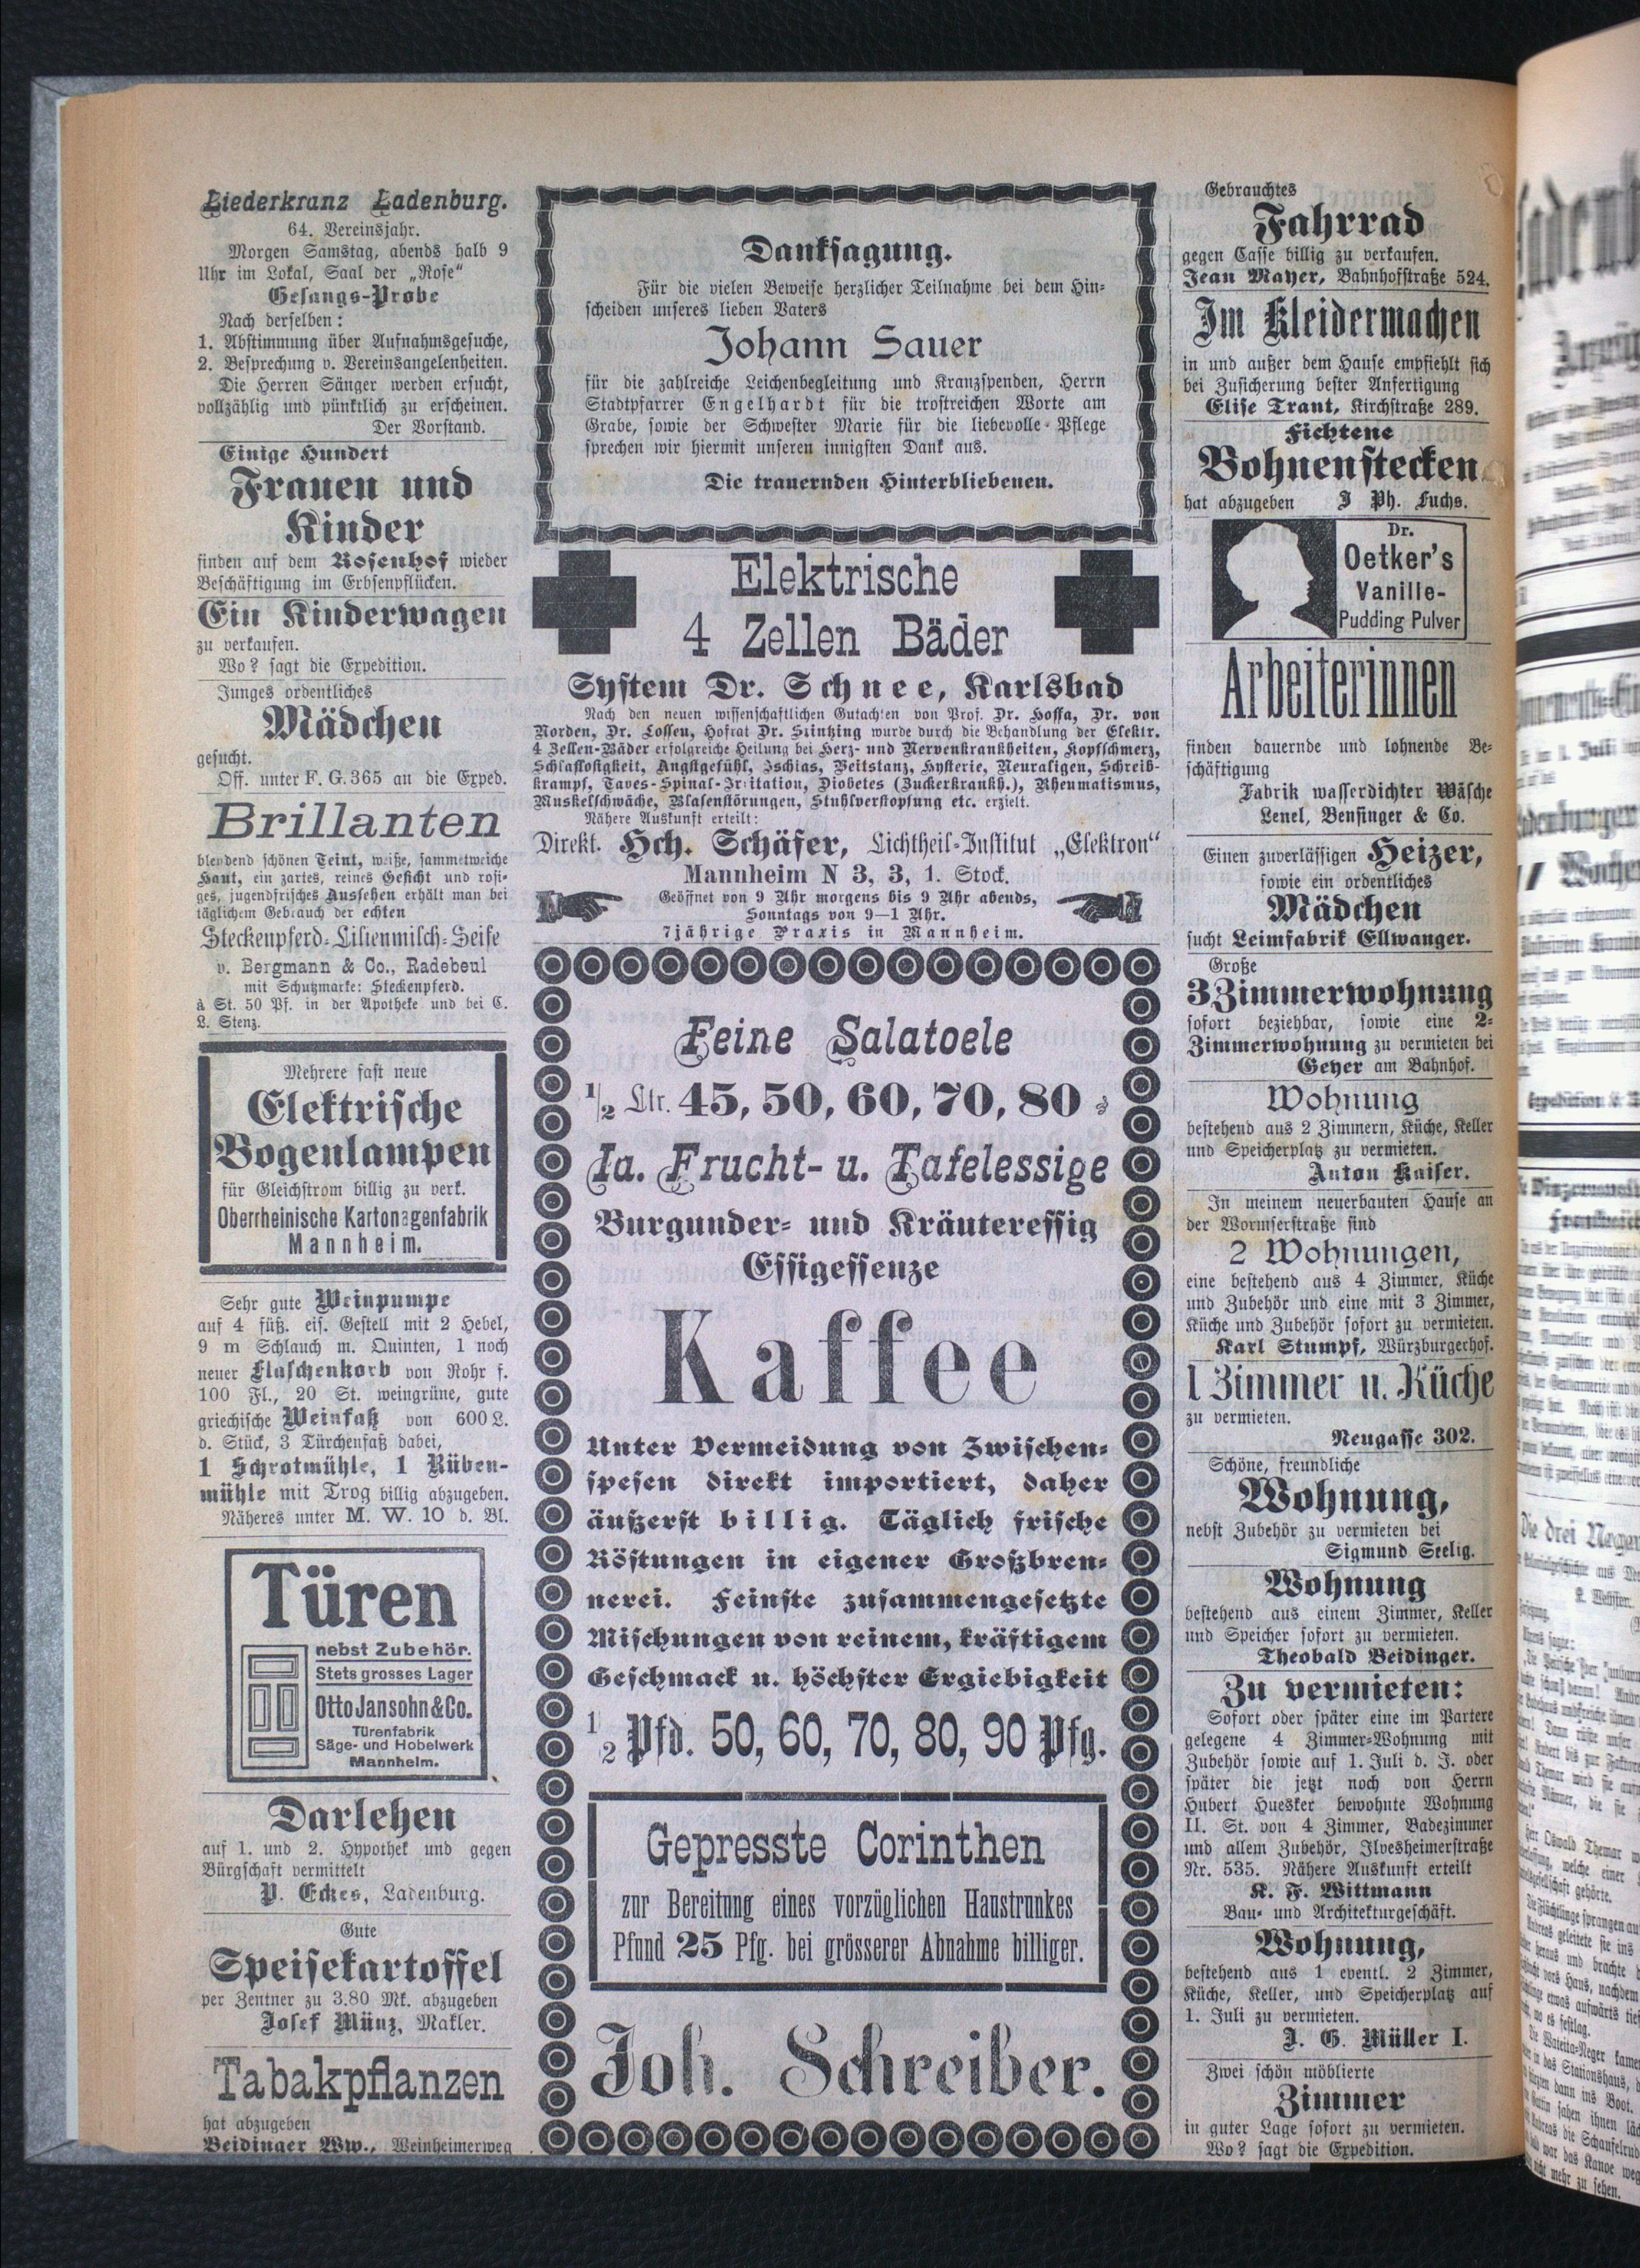 Liederkranz Ladenburg.
64. Vereinsjahr.
Morgen Samstag, abends halb 9
Uhr im Lokal, Saal der „Rose“
Gesangs-Probe
Nach derselben:
1. Abstimmung über Aufnahmsgesuche,
2. Besprechung v. Vereinsangelenheiten.
Die Herren Sänger werden ersucht,
vollzählig und pünktlich zu erscheinen.
Der Vorstand.
Einige Hundert
Frauen und
Kinder
finden auf dem Rosenhof wieder
Beschäftigung im Erbsenpflücken.
Ein Kinderwagen
zu verkaufen.
Wo? sagt die Expedition.
Junges ordentliches
Mädchen
gesucht.
Off. unter F. G. 365 an die Exped.
Brillanten
blendend schönen Teint, weiße, sammetweiche
Haut, ein zartes, reines Gesicht und rosi-
ges, jugendfrisches Aussehen erhält man bei
täglichem Gebrauch der echten
Steckenpferd-Lilienmilch-Seife
v. Bergmann & Co., Radebeul
mit Schutzmarke: Steckenpferd.
à St. 50 Pf. in der Apotheke und bei C.
L. Stenz.
Mehrere fast neue
Elektrische
Bogenlampen
für Gleichstrom billig zu verk.
Oberrheinische Kartonagenfabrik
Mannheim.
Sehr gute Weinpumpe
auf 4 füß. eis. Gestell mit 2 Hebel,
9 m Schlauch m. Quinten, 1 noch
neuer Flaschenkorb von Rohr f.
100 Fl., 20 St. weingrüne, gute
griechische Weinfaß von 600 L.
d. Stück, 3 Türchenfaß dabei,
1 Schrotmühle, 1 Rüben-
mühle mit Trog billig abzugeben.
Näheres unter M. W. 10 d. Bl.
Türen
nebst Zubehör.
Stets grosses Lager
Otto Jansohn & Co.
Türenfabrik
Säge- und Hobelwerk
Mannheim.
Darlehen
auf 1. und 2. Hypothek und gegen
Bürgschaft vermittelt
P. Eckes, Ladenburg.
Gute
Speisekartoffel
per Zentner zu 3.80 Mk. abzugeben
Josef Münz, Makler.
Tabakpflanzen
hat abzugeben
Beidinger Ww., Weinheimerweg
Danksagung.
Für die vielen Beweise herzlicher Teilnahme bei dem Hin-
scheiden unseres lieben Vaters
Johann Sauer
für die zahlreiche Leichenbegleitung und Kranzspenden, Herrn
Stadtpfarrer Engelhardt für die trostreichen Worte am
Grabe, sowie der Schwester Marie für die liebevolle Pflege
sprechen wir hiermit unseren innigsten Dank aus.
Die trauernden Hinterbliebenen.
Elektrische
4 Zellen Bäder
System Dr. Schnee, Karlsbad
Nach den neuen wissenschaftlichen Gutachten von Prof. Dr. Hoffa, Dr. von
Norden, Dr. Lossen, Hofrat Dr. Stintzing wurde durch die Behandlung der Elektr.
4 Zellen-Bäder erfolgreiche Heilung bei Herz- und Nervenkrankheiten, Kopfschmerz,
Schlaflosigkeit, Angstgefühl, Ischias, Veitstanz, Hysterie, Neuraligen, Schreib-
krampf, Taves-Spinal-Irritation, Diobetes (Zuckerkrankh.), Rheumatismus,
Muskelschwäche, Blasenstörungen, Stuhlverstopfung etc. erzielt.
Nähere Auskunft erteilt:
Direkt. Hch. Schäfer, Lichtheil-Institut „Elektron“
Mannheim N 3, 3, 1. Stock.
Geöffnet von 9 Uhr morgens bis 9 Uhr abends,
Sonntags von 9—1 Uhr.
7jährige Praxis in Mannheim.
Feine Salatoele
1/2 Ltr. 45, 50, 60, 70, 80 ₰
Ia. Frucht- u. Tafelessige
Burgunder- und Kräuteressig
Essigessenze
Kaffee
Unter Vermeidung von Zwischen-
spesen direkt importiert, daher
äußerst billig. Täglich frische
Röstungen in eigener Großbren-
nerei. Feinste zusammengesetzte
Mischungen von reinem, kräftigem
Geschmack u. höchster Ergiebigkeit
1/2 Pfd. 50, 60, 70, 80, 90 Pfg.
Gepresste Corinthen
zur Bereitung eines vorzüglichen Haustrunkes
Pfund 25 Pfg. bei grösserer Abnahme billiger.
Joh. Schreiber.
Gebrauchtes
Fahrrad
gegen Casse billig zu verkaufen.
Jean Mayer, Bahnhofstraße 524.
Im Kleidermachen
in und außer dem Hause empfiehlt sich
bei Zusicherung bester Anfertigung
Elise Traut, Kirchstraße 289.
Fichtene
Bohnenstecken
hat abzugeben J Ph. Fuchs.
Dr.
Oetker's
Vanille-
Pudding Pulver
Arbeiterinnen
finden dauernde und lohnende Be-
schäftigung
Fabrik wasserdichter Wäsche
Lenel, Bensinger & Co.
Einen zuverlässigen Heizer,
sowie ein ordentliches
Mädchen
sucht Leimfabrik Ellwanger.
Große
3 Zimmerwohnung
sofort beziehbar, sowie eine 2-
Zimmerwohnung zu vermieten bei
Geyer am Bahnhof.
Wohnung
bestehend aus 2 Zimmern, Küche, Keller
und Speicherplatz zu vermieten.
Anton Kaiser.
In meinem neuerbauten Hause an
der Wormserstraße sind
2 Wohnungen,
eine bestehend aus 4 Zimmer, Küche
und Zubehör und eine mit 3 Zimmer,
Küche und Zubehör sofort zu vermieten.
Karl Stumpf, Würzburgerhof.
1 Zimmer u. Küche
zu vermieten.
Neugasse 302.
Schöne, freundliche
Wohnung,
nebst Zubehör zu vermieten bei
Sigmund Seelig.
Wohnung
bestehend aus einem Zimmer, Keller
und Speicher sofort zu vermieten.
Theobald Beidinger.
Zu vermieten:
Sofort oder später eine im Partere
gelegene 4 Zimmer-Wohnung mit
Zubehör sowie auf 1. Juli d. J. oder
später die jetzt noch von Herrn
Hubert Huesker bewohnte Wohnung
II. St. von 4 Zimmer, Badezimmer
und allem Zubehör, Ilvesheimerstraße
Nr. 535. Nähere Auskunft erteilt
K. F. Wittmann
Bau- und Architekturgeschäft.
Wohnung,
bestehend aus 1 eventl. 2 Zimmer,
Küche, Keller, und Speicherplatz auf
1. Juli zu vermieten.
J. G. Müller I.
Zwei schön möblierte
Zimmer
in guter Lage sofort zu vermieten.
Wo? sagt die Expedition.